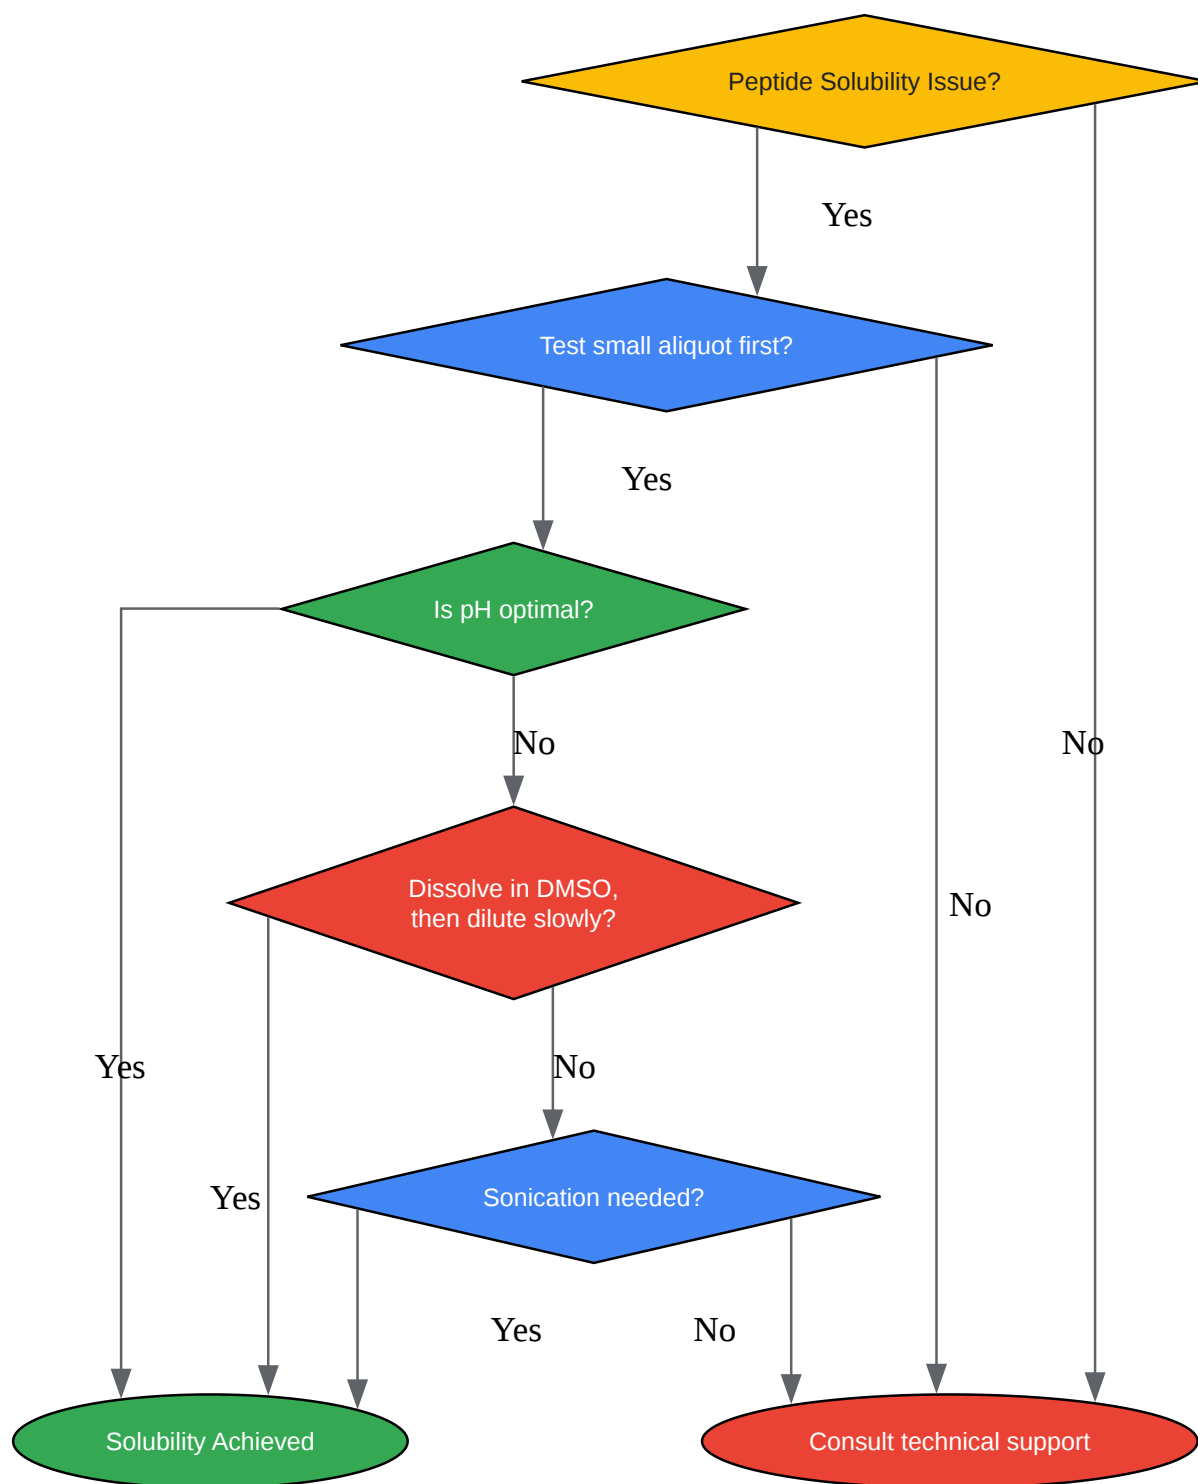 Peptide Solubility Issue?
Yes
Test small aliquot first?
Yes
Is pH optimal?
No
No
Dissolve in DMSO,
then dilute slowly?
No
Yes
No
Yes
Sonication needed?
Yes
No
Solubility Achieved
Consult technical support